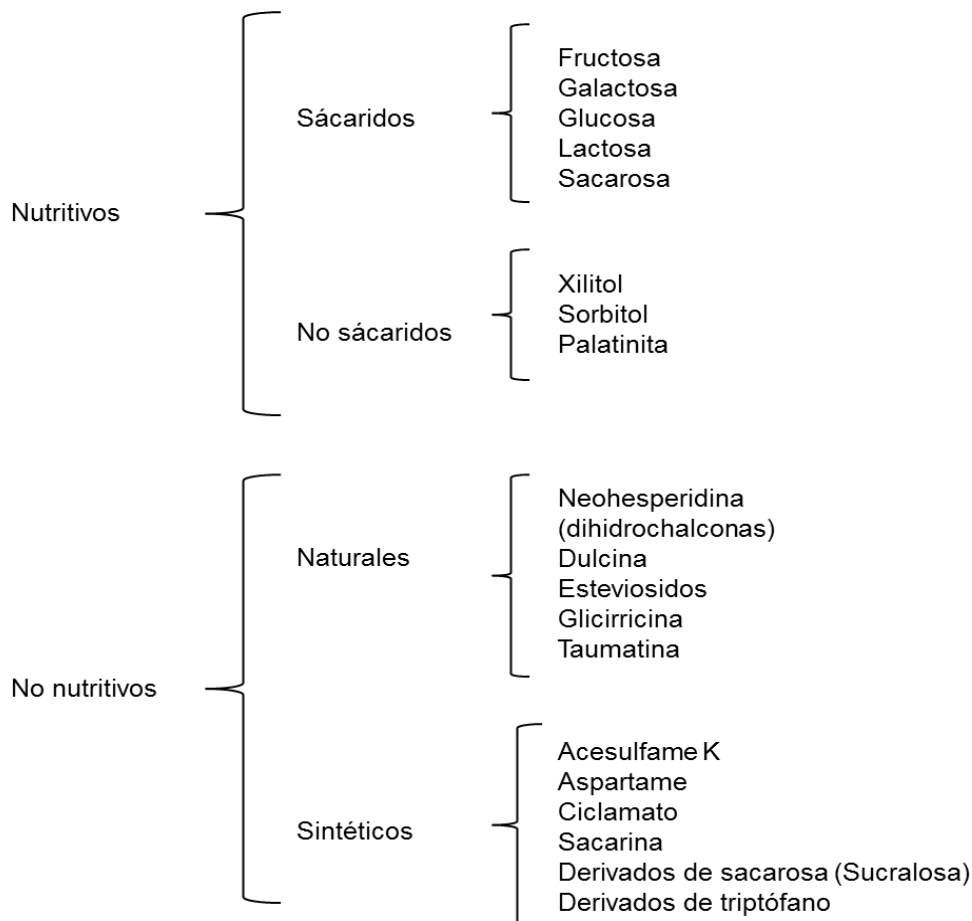 Nutritivos
Sácaridos
Fructosa
Galactosa
Glucosa
Lactosa
Sacarosa
No sácaridos
Xilitol
Sorbitol
Palatinita
No nutritivos
Naturales
Neohesperidina
(dihidrochalconas)
Dulcina
Esteviosidos
Glicirricina
Taumatina
Sintéticos
Acesulfame K
Aspartame
Ciclamato
Sacarina
Derivados de sacarosa (Sucralosa)
Derivados de triptófano